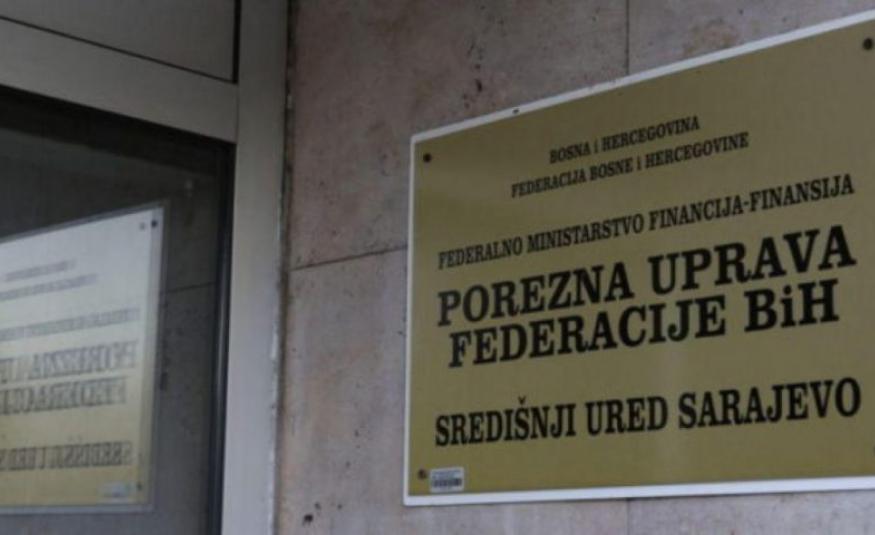 BOSNA i HERCEGOVINA
FEDERACIJA BOSNE i HERCEGOVINE
FEDERALNO MINISTARSTVO FINANCIJA-FINANSIJA
POREZNA UPRAVA
FEDERACIJE BiH
SREDIŠNJI URED SARAJEVO